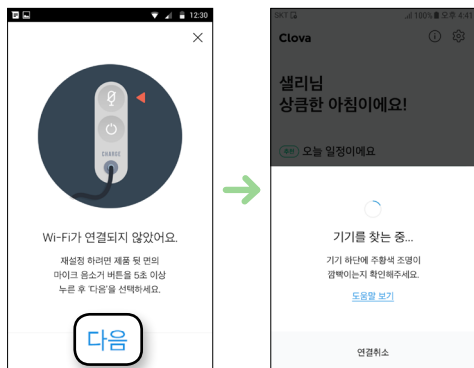 12:30
CHARGE
Wi-Fi가 연결되지 않았어요.
재설정 하려면 제품 뒷 면의
마이크 음소거 버튼을 5초 이상
누른 후 '다음'을 선택하세요.
다음
SKT
100% 오후 4:41
Clova
샐리님
상큼한 아침이에요!
추천 오늘 일정이에요
기기를 찾는 중...
기기 하단에 주황색 조명이
깜빡이는지 확인해주세요.
도움말 보기
연결취소